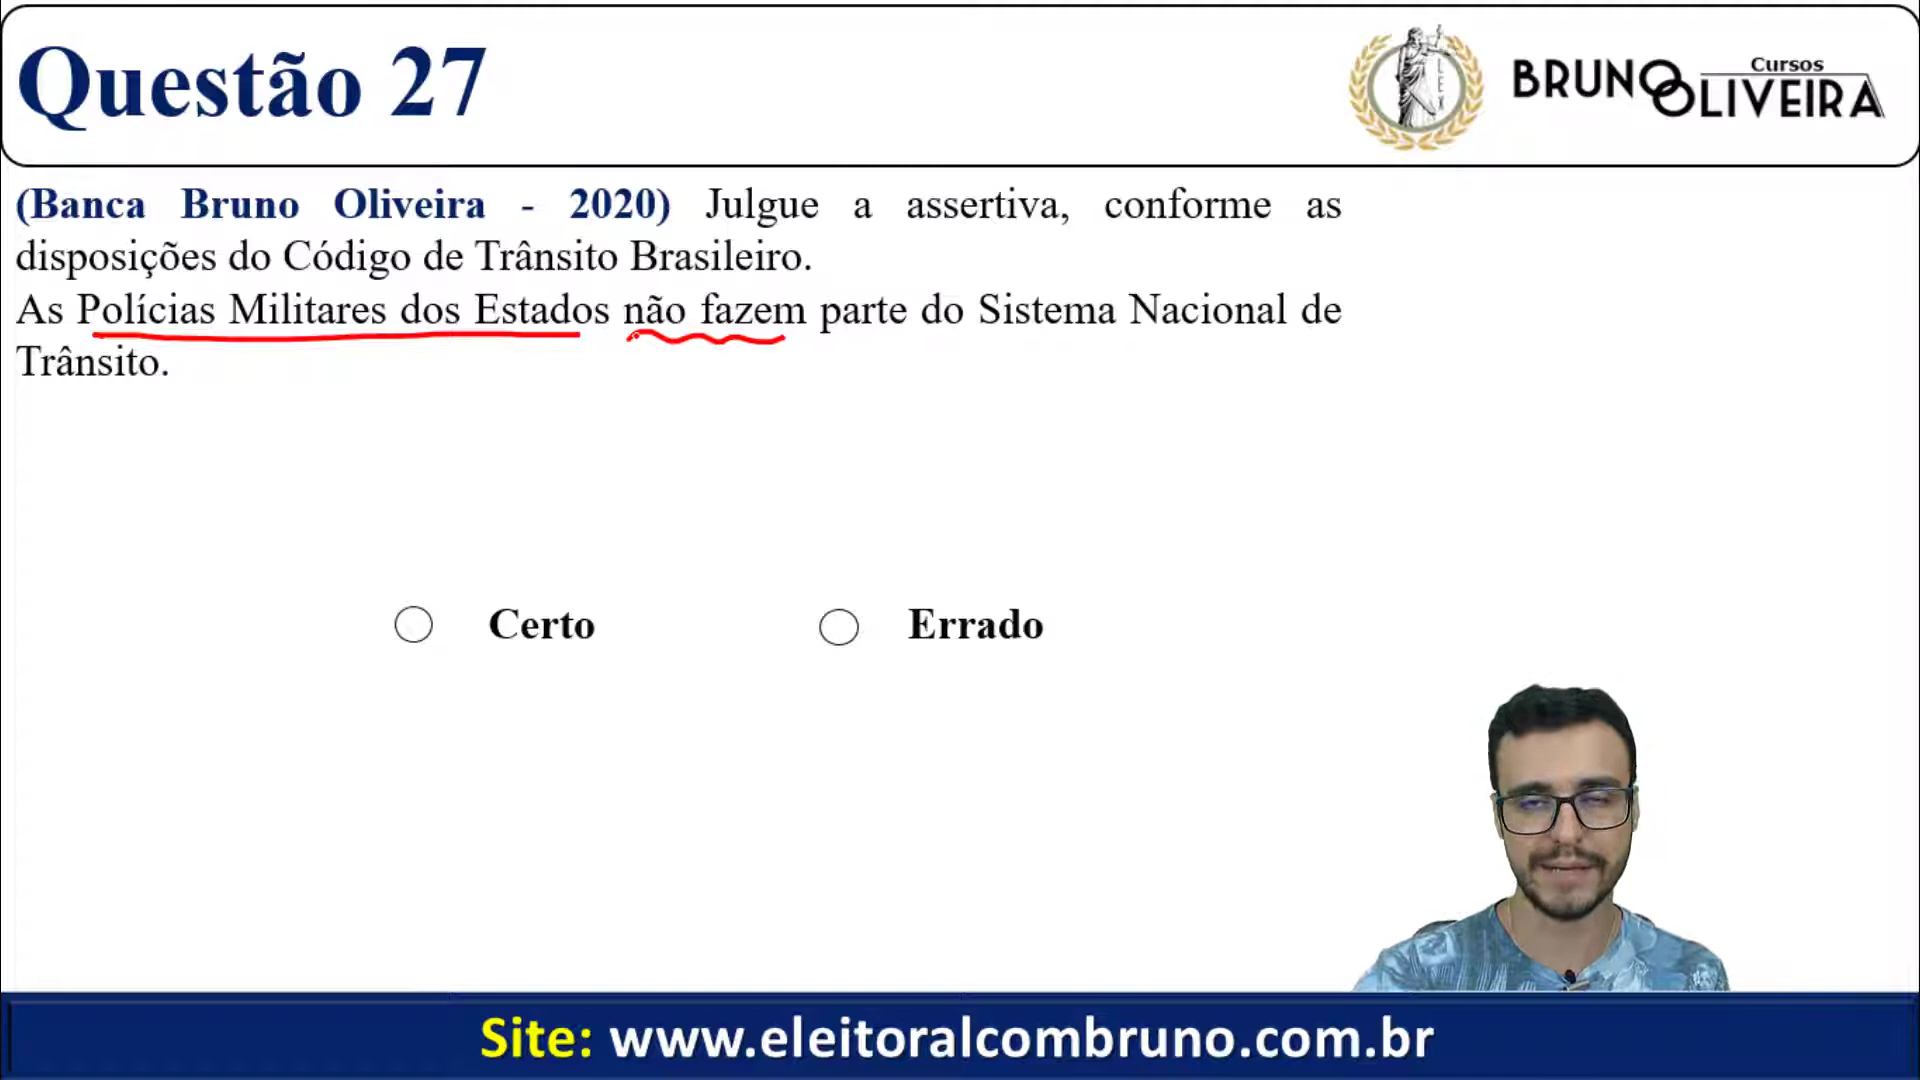 Questão 27
LEX
Cursos
BRUNO OLIVEIRA
(Banca Bruno Oliveira - 2020) Julgue a assertiva, conforme as
disposições do Código de Trânsito Brasileiro.
As Polícias Militares dos Estados não fazem parte do Sistema Nacional de
Trânsito.
Certo
Errado
Site: www.eleitoralcombruno.com.br